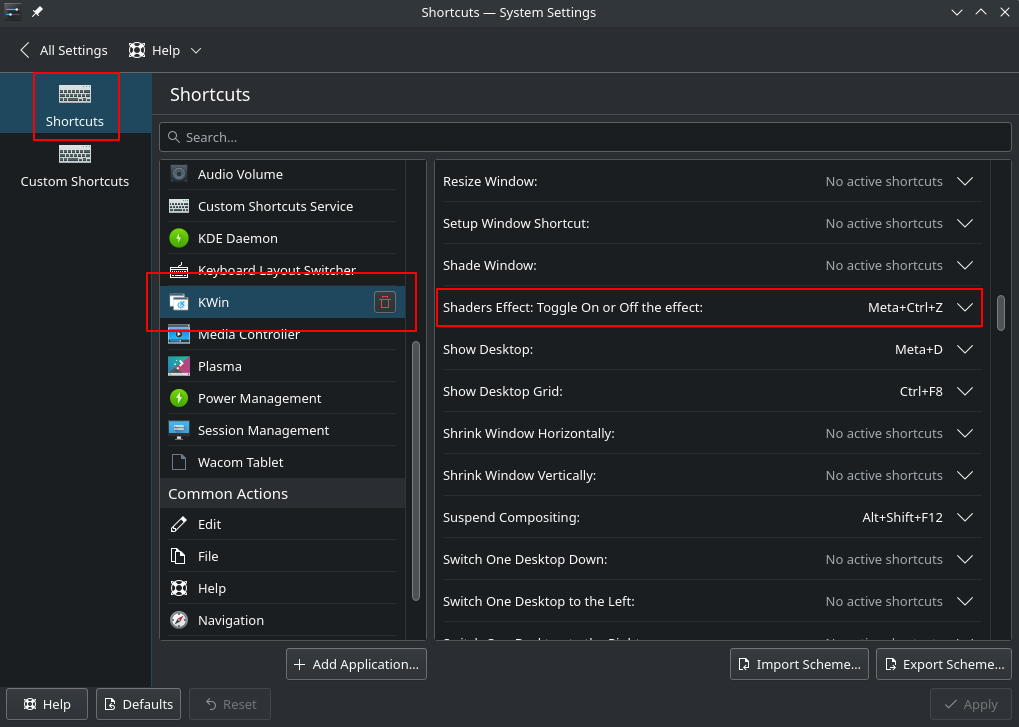 Shortcuts — System Settings
All Settings
Help
Shortcuts
Custom Shortcuts
Shortcuts
Search...
Audio Volume
Custom Shortcuts Service
KDE Daemon
Keyboard Layout Switcher
KWin
Media Controller
Plasma
Power Management
Session Management
Wacom Tablet
Common Actions
Edit
File
Help
Navigation
Resize Window: No active shortcuts
Setup Window Shortcut: No active shortcuts
Shade Window: No active shortcuts
Shaders Effect: Toggle On or Off the effect: Meta+Ctrl+Z
Show Desktop: Meta+D
Show Desktop Grid: Ctrl+F8
Shrink Window Horizontally: No active shortcuts
Shrink Window Vertically: No active shortcuts
Suspend Compositing: Alt+Shift+F12
Switch One Desktop Down: No active shortcuts
Switch One Desktop to the Left: No active shortcuts
Add Application...
Import Scheme...
Export Scheme...
Help
Defaults
Reset
Apply